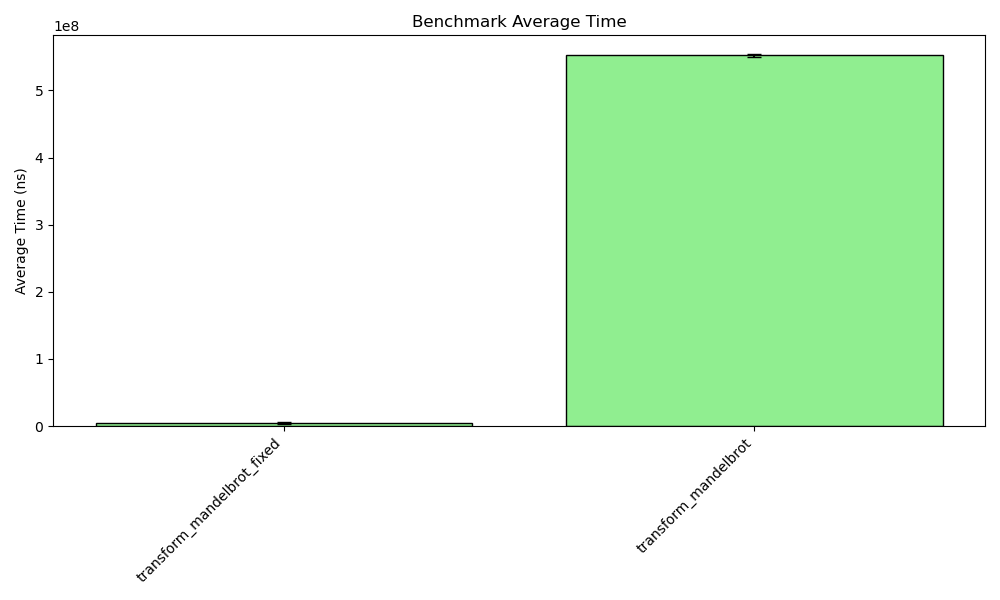 Benchmark Average Time
1e8
Average Time (ns)
5
4
3
2
1
0
transform_mandelbrot_fixed
transform_mandelbrot